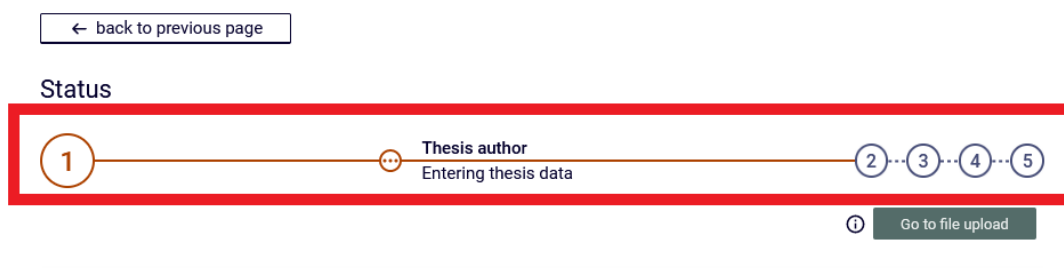 ← back to previous page
Status
1
Thesis author
Entering thesis data
2 3 4 5
Go to file upload